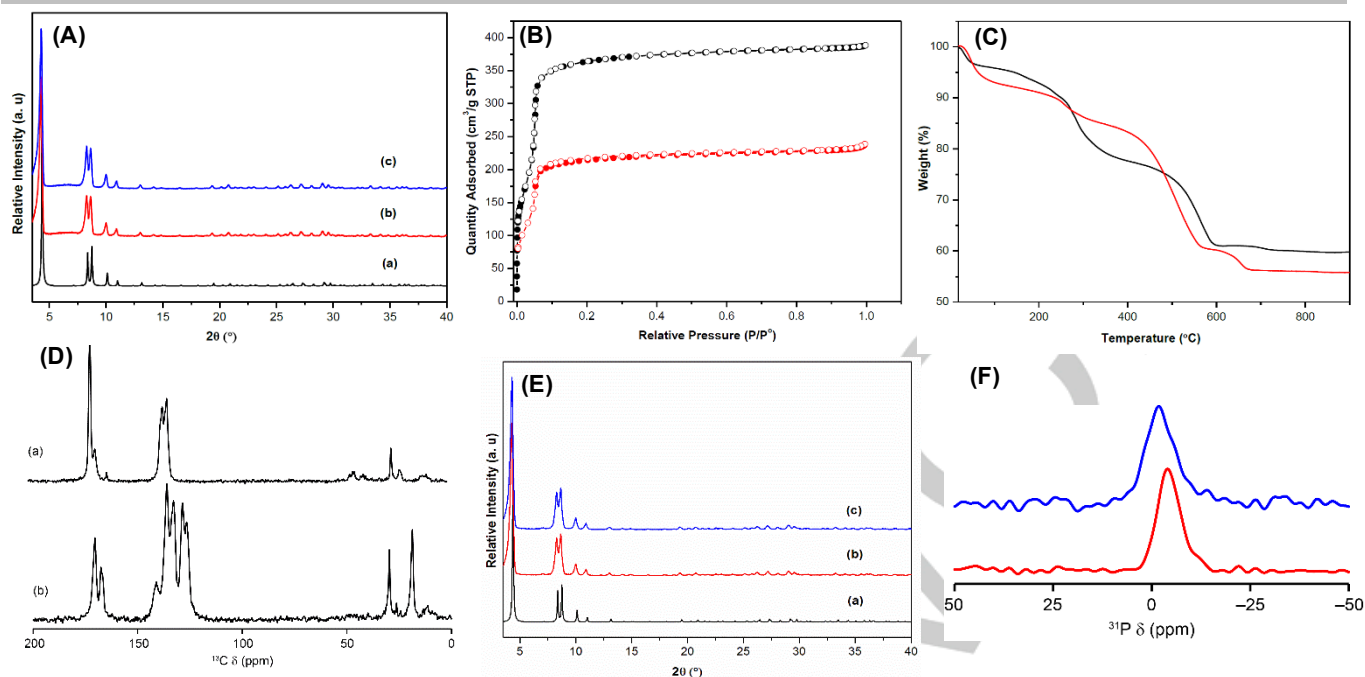 (A)
Relative Intensity (a. u)
(c)
(b)
(a)
5 10 15 20 25 30 35 40
2θ (°)
(B)
Quantity Adsorbed (cm³/g STP)
400
350
300
250
200
150
100
50
0
0.0 0.2 0.4 0.6 0.8 1.0
Relative Pressure (P/P°)
(C)
Weight (%)
100
90
80
70
60
50
200 400 600 800
Temperature (°C)
(D)
(a)
(b)
200 150 100 50 0
¹³C δ (ppm)
(E)
Relative Intensity (a. u)
(c)
(b)
(a)
5 10 15 20 25 30 35 40
2θ (°)
(F)
50 25 0 −25 −50
³¹P δ (ppm)